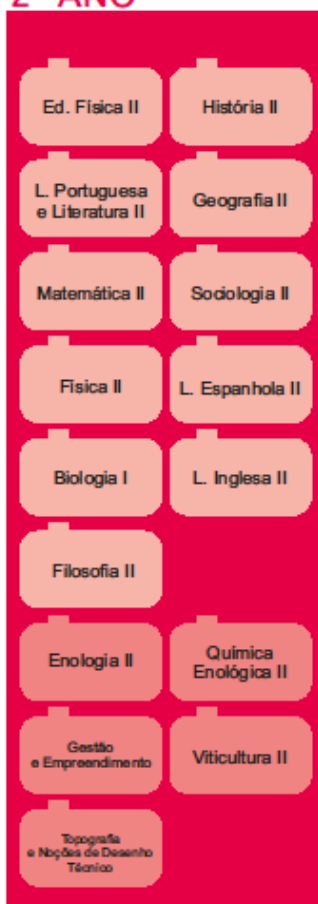 2º ANO
Ed. Física II
História II
L. Portuguesa
e Literatura II
Geografia II
Matemática II
Sociologia II
Física II
L. Espanhola II
Biologia I
L. Inglesa II
Filosofia II
Enologia II
Química
Enológica II
Gestão
e Empreendimento
Viticultura II
Topografia
e Noções de Desenho
Técnico